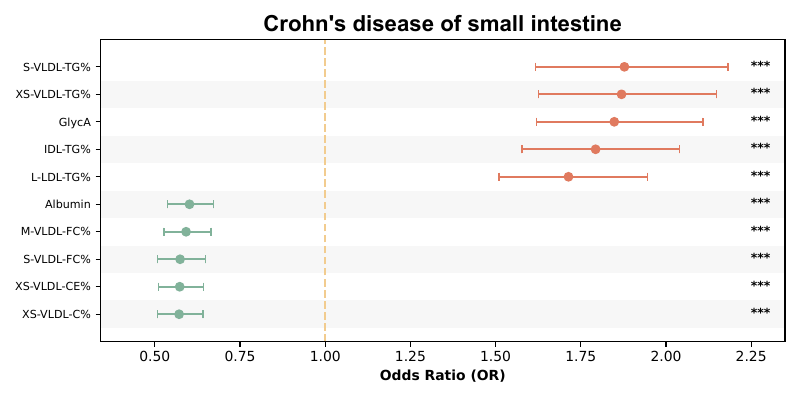 Crohn's disease of small intestine
S-VLDL-TG% ***
XS-VLDL-TG% ***
GlycA ***
IDL-TG% ***
L-LDL-TG% ***
Albumin ***
M-VLDL-FC% ***
S-VLDL-FC% ***
XS-VLDL-CE% ***
XS-VLDL-C% ***
0.50 0.75 1.00 1.25 1.50 1.75 2.00 2.25
Odds Ratio (OR)